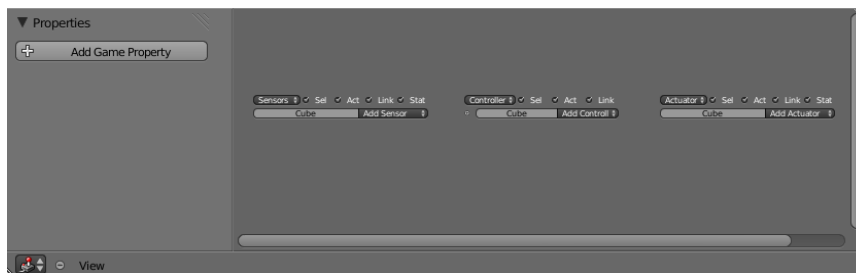 Properties
Add Game Property
Sensors Sel Act Link Stat
Cube Add Sensor
Controller Sel Act Link
Cube Add Controll
Actuator Sel Act Link Stat
Cube Add Actuator
View